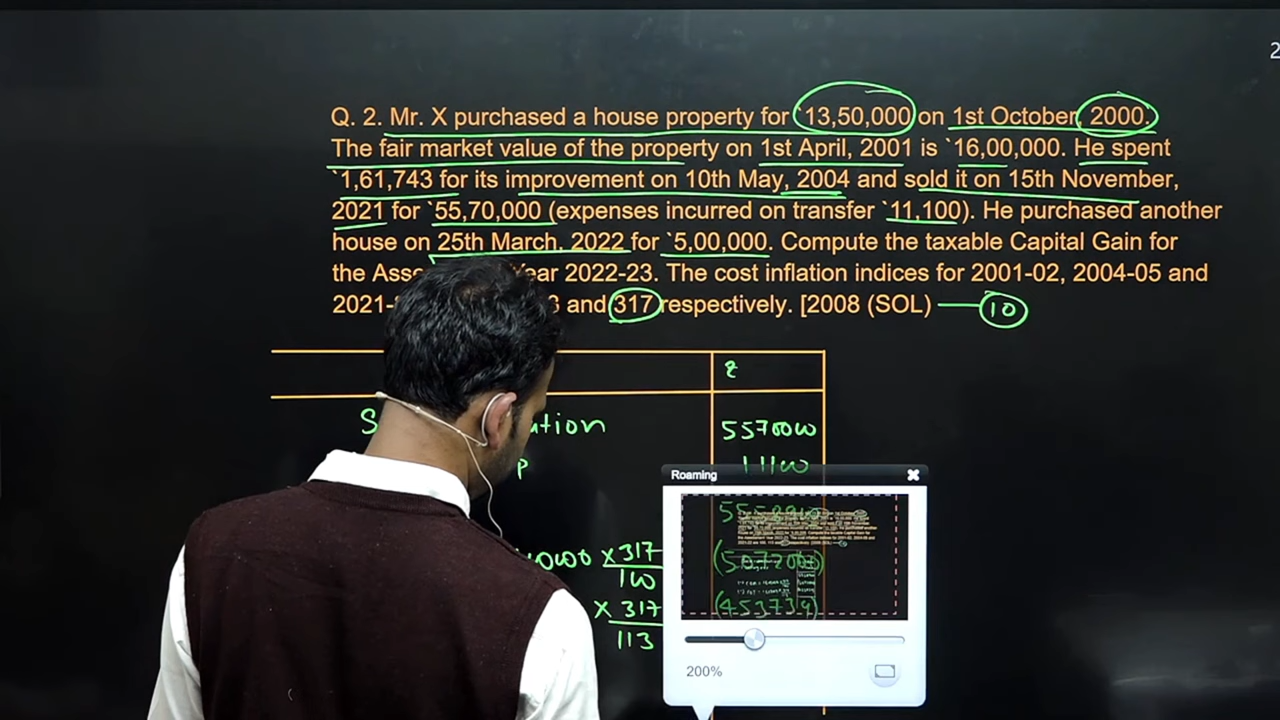 2
Q. 2. Mr. X purchased a house property for `13,50,000 on 1st October, 2000.
The fair market value of the property on 1st April, 2001 is `16,00,000. He spent
`1,61,743 for its improvement on 10th May, 2004 and sold it on 15th November,
2021 for `55,70,000 (expenses incurred on transfer `11,100). He purchased another
house on 25th March, 2022 for `5,00,000. Compute the taxable Capital Gain for
the Year 2022-23. The cost inflation indices for 2001-02, 2004-05 and
2021- and 317 respectively. [2008 (SOL) — 10
₹
5570000
11100
Roaming
(5072000)
× 317
100
(453739)
× 317
113
200%